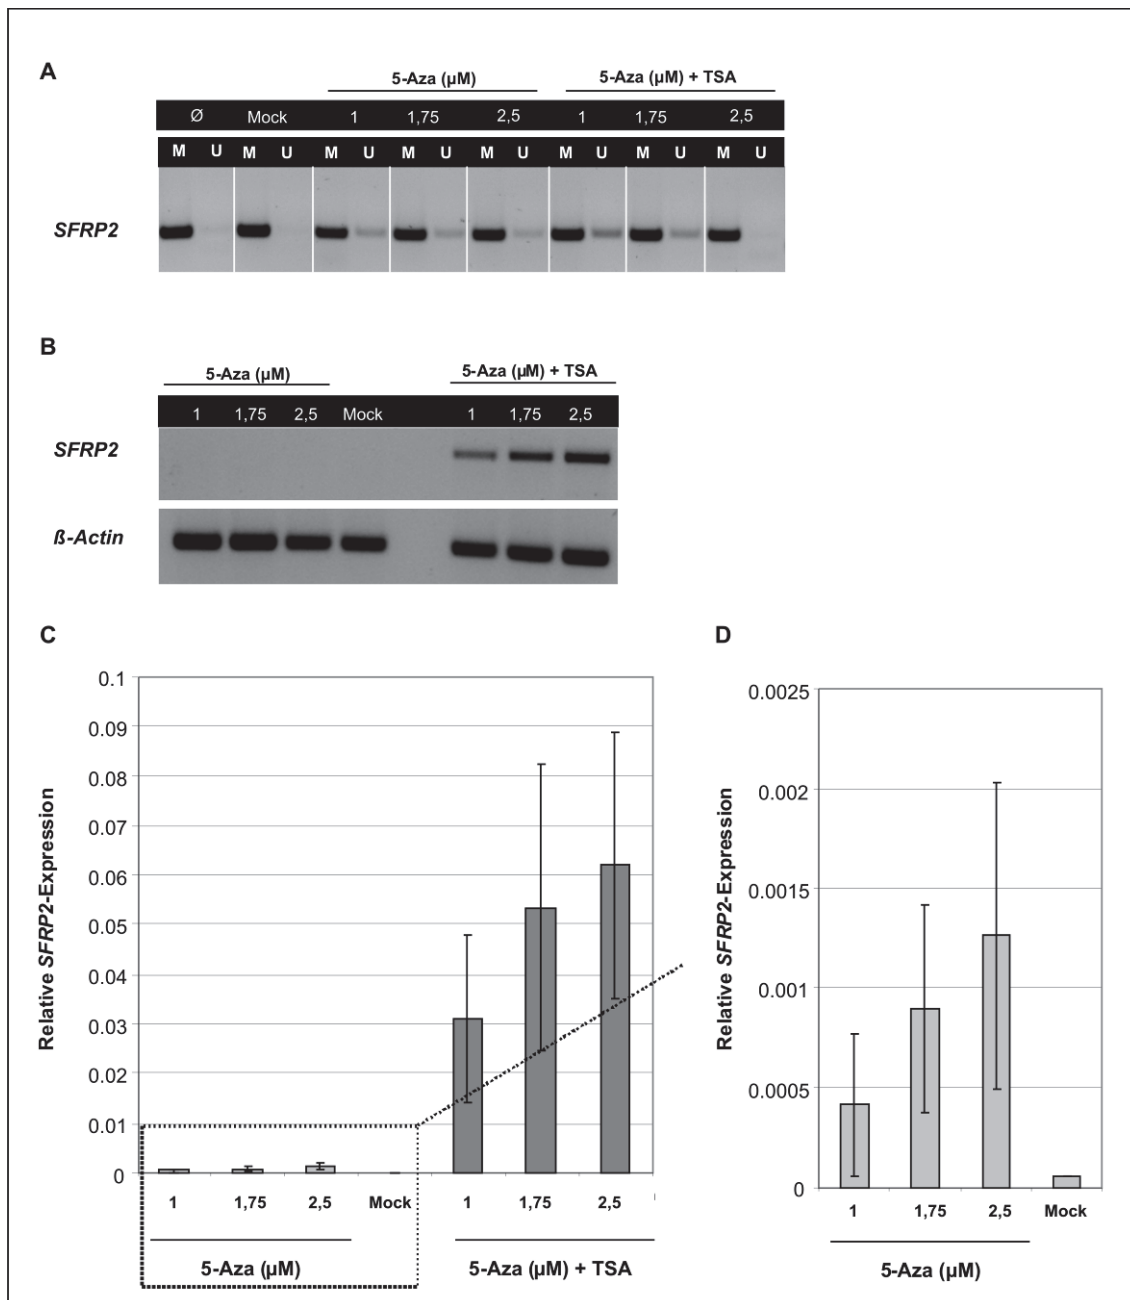 A
5-Aza (µM)
5-Aza (µM) + TSA
Ø Mock 1 1,75 2,5 1 1,75 2,5
M U M U M U M U M U M U M U M U
SFRP2
B
5-Aza (µM)
5-Aza (µM) + TSA
1 1,75 2,5 Mock 1 1,75 2,5
SFRP2
ß-Actin
C
Relative SFRP2-Expression
0.1
0.09
0.08
0.07
0.06
0.05
0.04
0.03
0.02
0.01
0
1 1,75 2,5 Mock 1 1,75 2,5
5-Aza (µM)
5-Aza (µM) + TSA
D
Relative SFRP2-Expression
0.0025
0.002
0.0015
0.001
0.0005
0
1 1,75 2,5 Mock
5-Aza (µM)